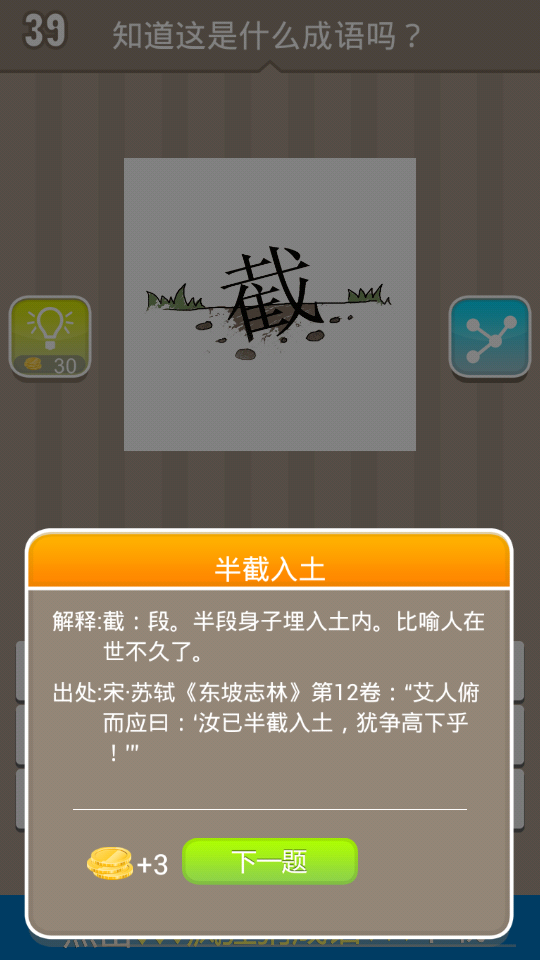 39
知道这是什么成语吗？
截
30
半截入土
解释:截：段。半段身子埋入土内。比喻人在
世不久了。
出处:宋·苏轼《东坡志林》第12卷：“艾人俯
而应曰：‘汝已半截入土，犹争高下乎
！’”
+3
下一题